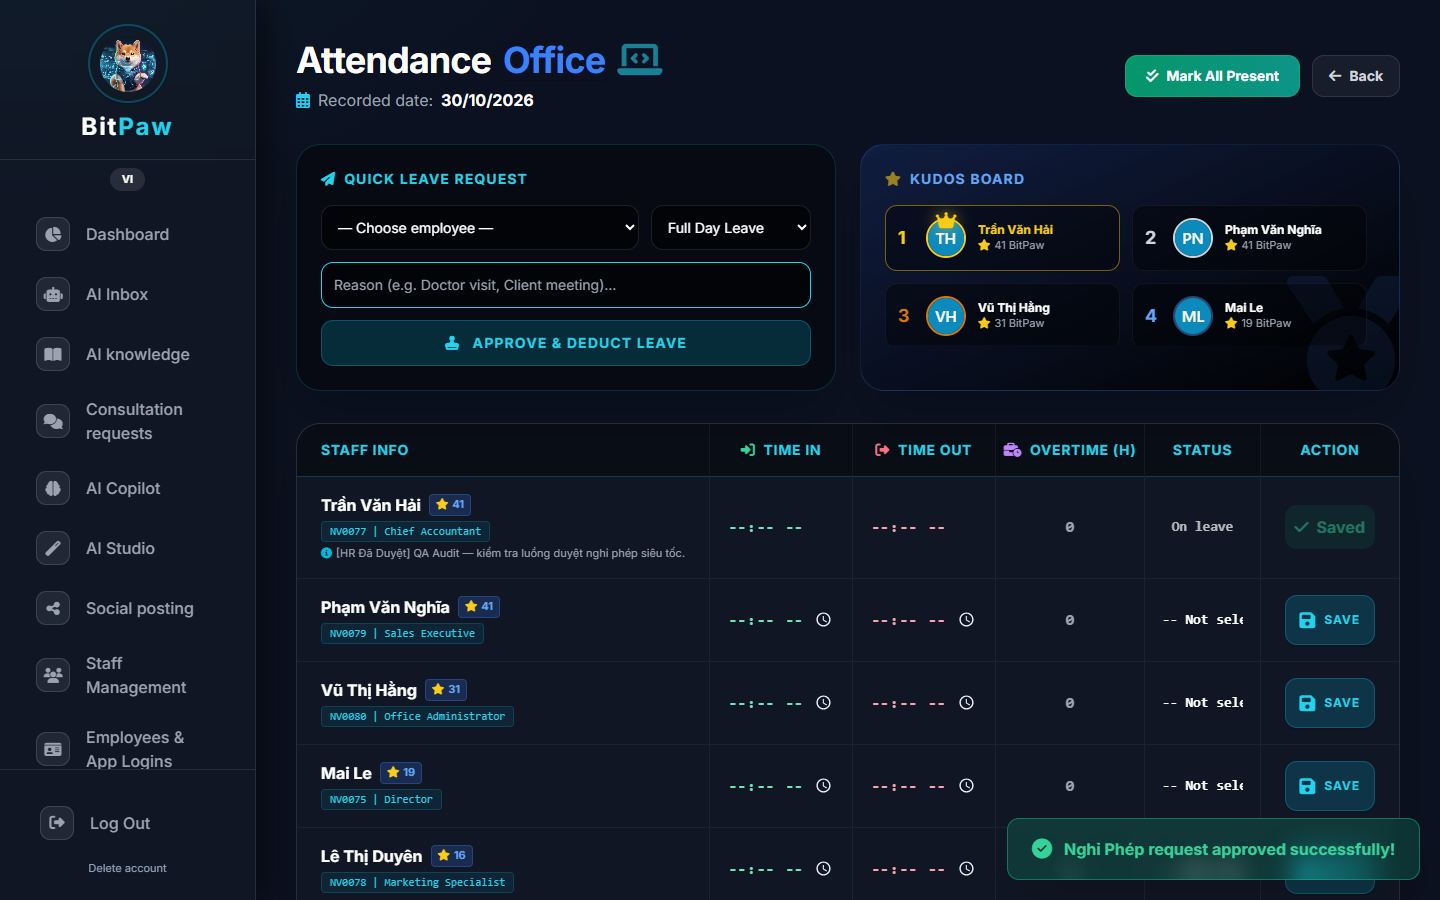 BitPaw
VI
Dashboard
AI Inbox
AI knowledge
Consultation
requests
AI Copilot
AI Studio
Social posting
Staff
Management
Employees &
App Logins
Log Out
Delete account
Attendance Office
Recorded date: 30/10/2026
Mark All Present
Back
QUICK LEAVE REQUEST
— Choose employee —
Full Day Leave
Reason (e.g. Doctor visit, Client meeting)...
APPROVE & DEDUCT LEAVE
KUDOS BOARD
1 TH Trần Văn Hải
41 BitPaw
2 PN Phạm Văn Nghĩa
41 BitPaw
3 VH Vũ Thị Hằng
31 BitPaw
4 ML Mai Le
19 BitPaw
STAFF INFO TIME IN TIME OUT OVERTIME (H) STATUS ACTION
Trần Văn Hải 41
NV0077 | Chief Accountant
[HR Đã Duyệt] QA Audit — kiểm tra luồng duyệt nghỉ phép siêu tốc.
--:-- -- --:-- -- 0 On leave Saved
Phạm Văn Nghĩa 41
NV0079 | Sales Executive
--:-- -- --:-- -- 0 -- Not sele SAVE
Vũ Thị Hằng 31
NV0080 | Office Administrator
--:-- -- --:-- -- 0 -- Not sele SAVE
Mai Le 19
NV0075 | Director
--:-- -- --:-- -- 0 -- Not sele SAVE
Lê Thị Duyên 16
NV0078 | Marketing Specialist
--:-- -- --:-- --
Nghỉ Phép request approved successfully!